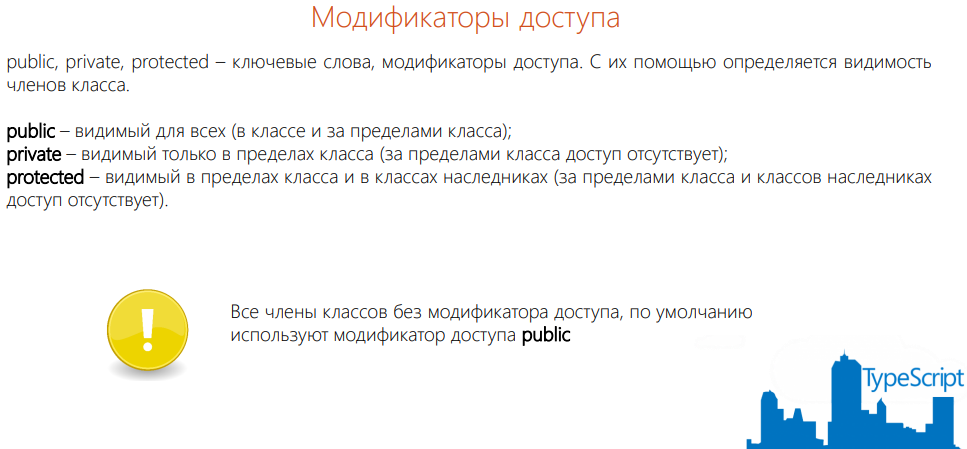 Модификаторы доступа
public, private, protected – ключевые слова, модификаторы доступа. С их помощью определяется видимость
членов класса.
public – видимый для всех (в классе и за пределами класса);
private – видимый только в пределах класса (за пределами класса доступ отсутствует);
protected – видимый в пределах класса и в классах наследниках (за пределами класса и классов наследниках
доступ отсутствует).
Все члены классов без модификатора доступа, по умолчанию
используют модификатор доступа public
TypeScript